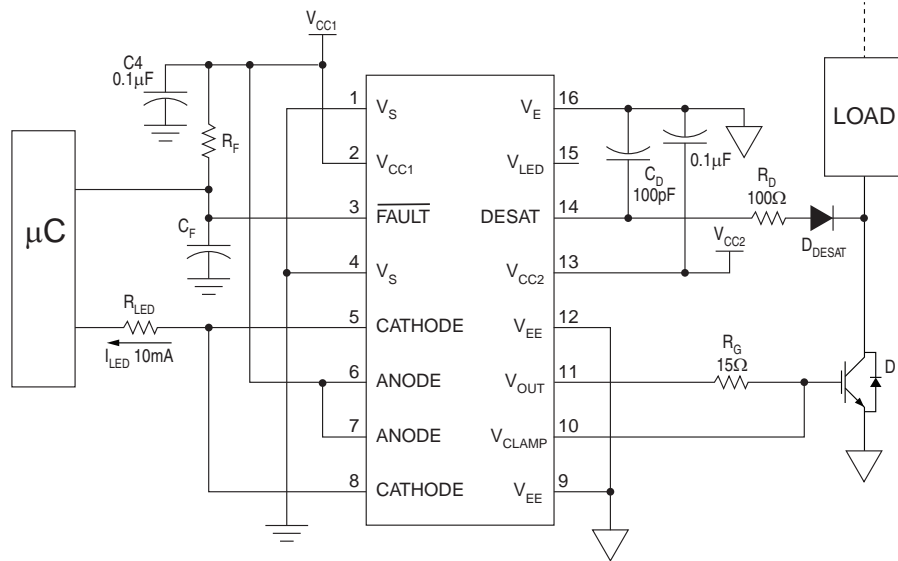 V_CC1
C4
0.1µF
R_F
µC
C_F
R_LED
I_LED 10mA
1 V_S
2 V_CC1
3 FAULT
4 V_S
5 CATHODE
6 ANODE
7 ANODE
8 CATHODE
V_E 16
V_LED 15
DESAT 14
V_CC2 13
V_EE 12
V_OUT 11
V_CLAMP 10
V_EE 9
C_D
100pF
0.1µF
R_D
100Ω
D_DESAT
V_CC2
R_G
15Ω
LOAD
D